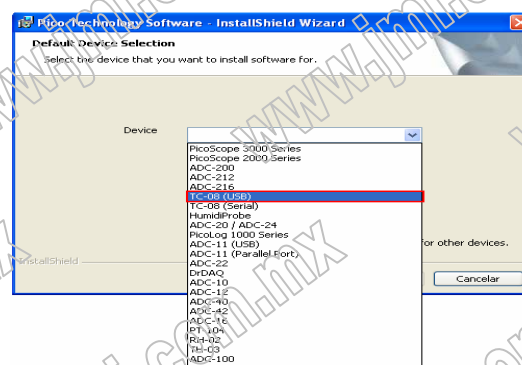 Pico Technology Software - InstallShield Wizard
Default Device Selection
Select the device that you want to install software for.
Device
PicoScope 3000 Series
PicoScope 2000 Series
ADC-200
ADC-212
ADC-216
TC-08 (USB)
TC-08 (Serial)
HumidiProbe
ADC-20 / ADC-24
PicoLog 1000 Series
ADC-11 (USB)
for other devices.
ADC-11 (Parallel Port)
InstallShield
ADC-22
DrDAQ
Cancelar
ADC-10
ADC-12
ADC-40
ADC-42
ADC-16
PT-104
RH-02
TH-03
ADC-100
www.jmi.com.mx